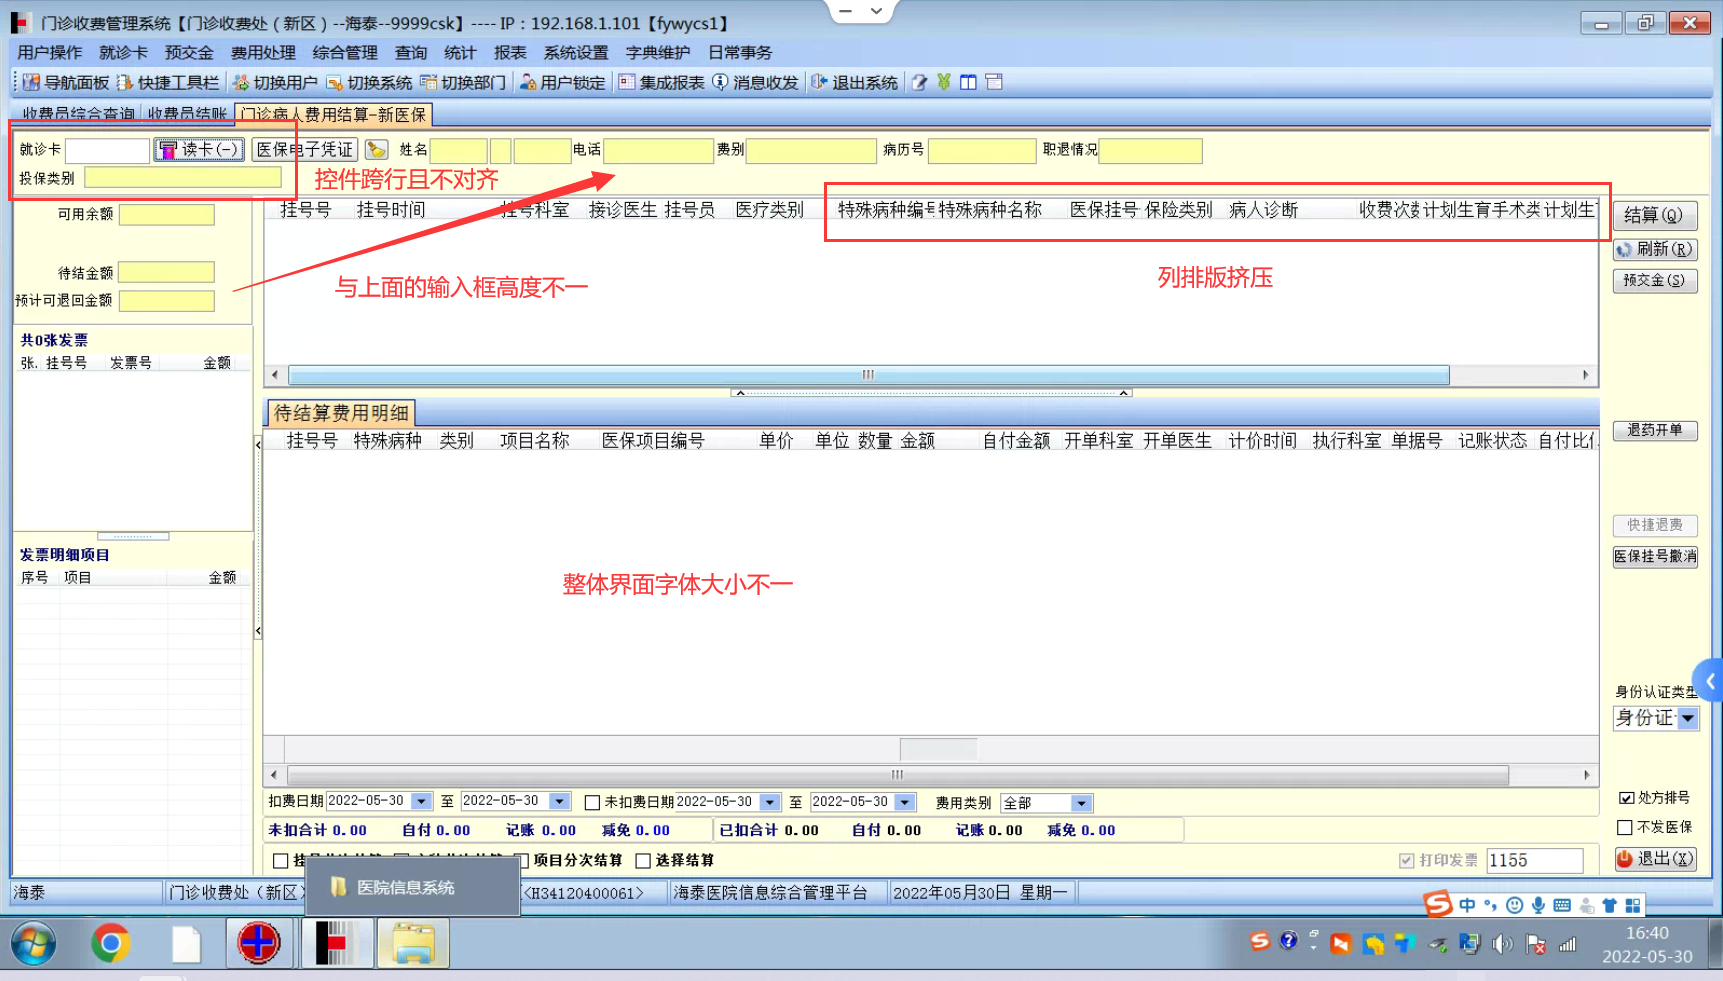 门诊收费管理系统【门诊收费处（新区）--海泰--9999csk】---- IP：192.168.1.101【fywycs1】
用户操作 就诊卡 预交金 费用处理 综合管理 查询 统计 报表 系统设置 字典维护 日常事务
导航面板 快捷工具栏 切换用户 切换系统 切换部门 用户锁定 集成报表 消息收发 退出系统
收费员综合查询 收费员结账 门诊病人费用结算-新医保
就诊卡 读卡(-) 医保电子凭证 姓名 电话 费别 病历号 职退情况
投保类别 控件跨行且不对齐
可用余额 挂号号 挂号时间 挂号科室 接诊医生 挂号员 医疗类别 特殊病种编号 特殊病种名称 医保挂号 保险类别 病人诊断 收费次数 计划生育手术类 计划生育 结算(Q)
刷新(R)
待结金额 与上面的输入框高度不一 列排版挤压 预交金(S)
预计可退回金额
共0张发票
张. 挂号号 发票号 金额
待结算费用明细
挂号号 特殊病种 类别 项目名称 医保项目编号 单价 单位 数量 金额 自付金额 开单科室 开单医生 计价时间 执行科室 单据号 记账状态 自付比 退药开单
快捷退费
发票明细项目 医保挂号撤消
序号 项目 金额
整体界面字体大小不一
身份认证类型
身份证
扣费日期 2022-05-30 至 2022-05-30 未扣费日期 2022-05-30 至 2022-05-30 费用类别 全部 处方排号
未扣合计 0.00 自付 0.00 记账 0.00 减免 0.00 已扣合计 0.00 自付 0.00 记账 0.00 减免 0.00 不发医保
项目分次结算 选择结算 打印发票 1155 退出(X)
医院信息系统
海泰 门诊收费处（新区） <H34120400061> 海泰医院信息综合管理平台 2022年05月30日 星期一
中
16:40
2022-05-30